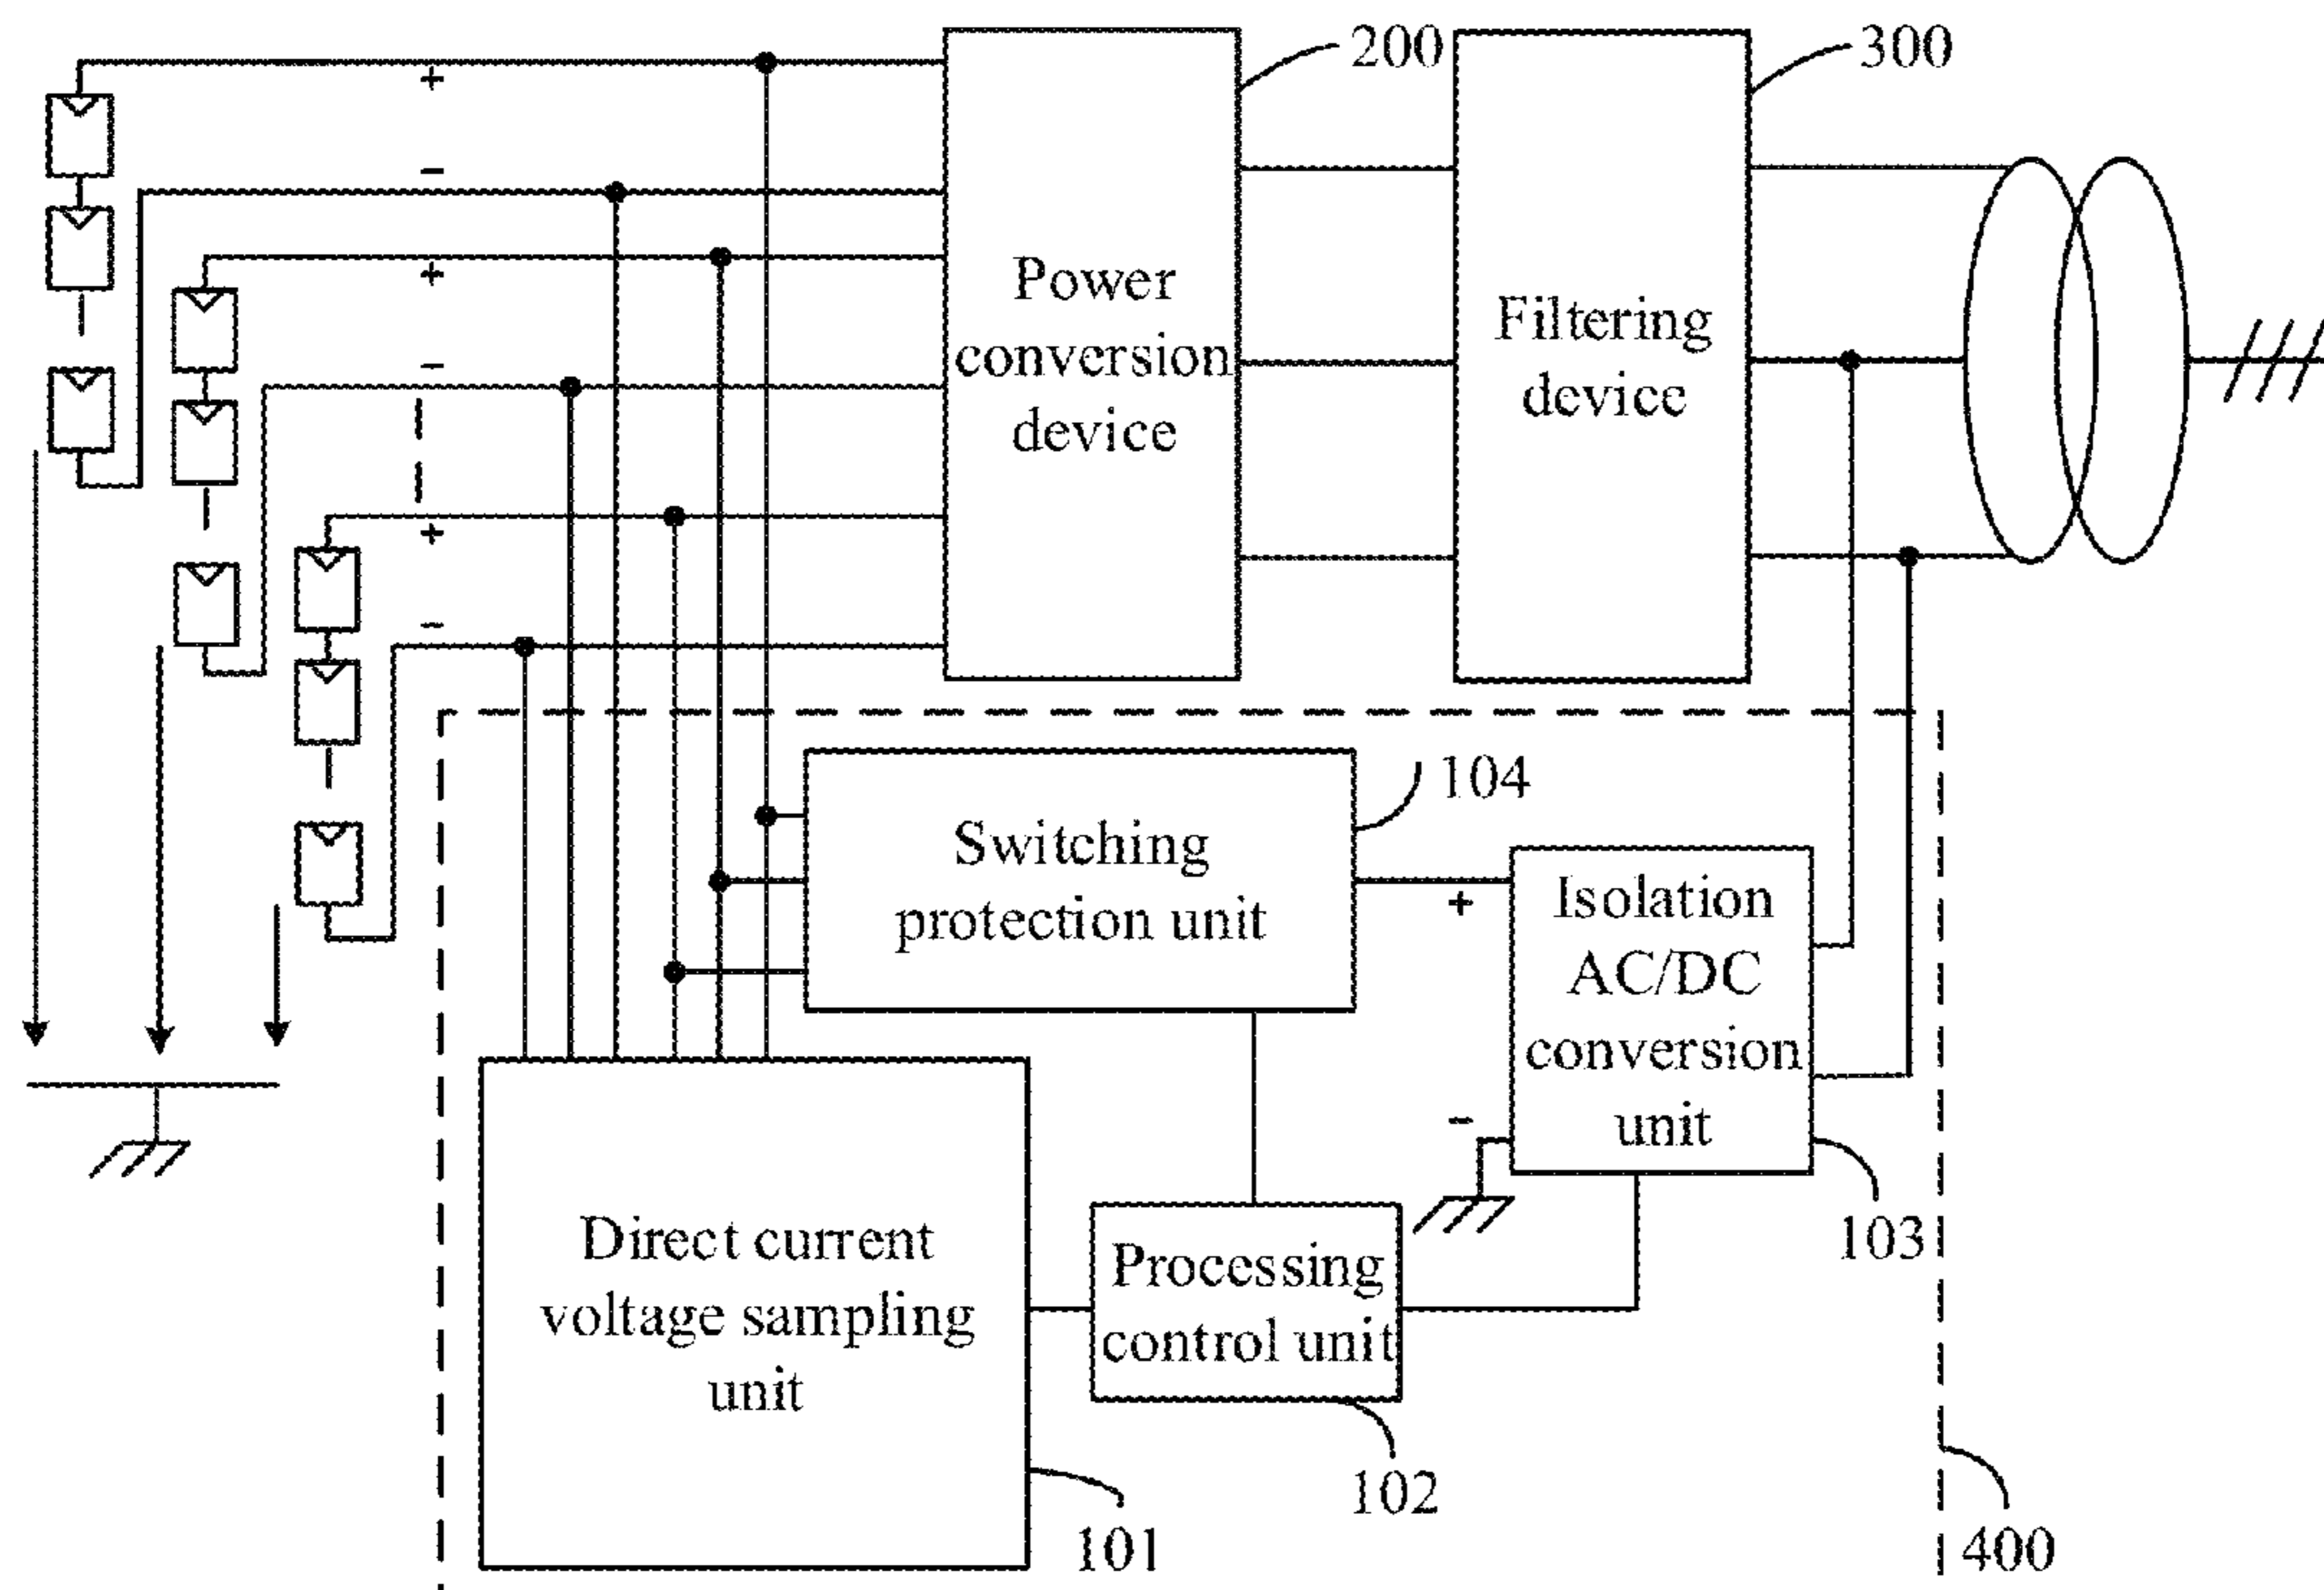 200
300
+
−
+
−
+
−
Power
conversion
device
Filtering
device
104
Switching
protection unit
+
−
Isolation
AC/DC
conversion
unit
103
Direct current
voltage sampling
unit
Processing
control unit
102
101
400